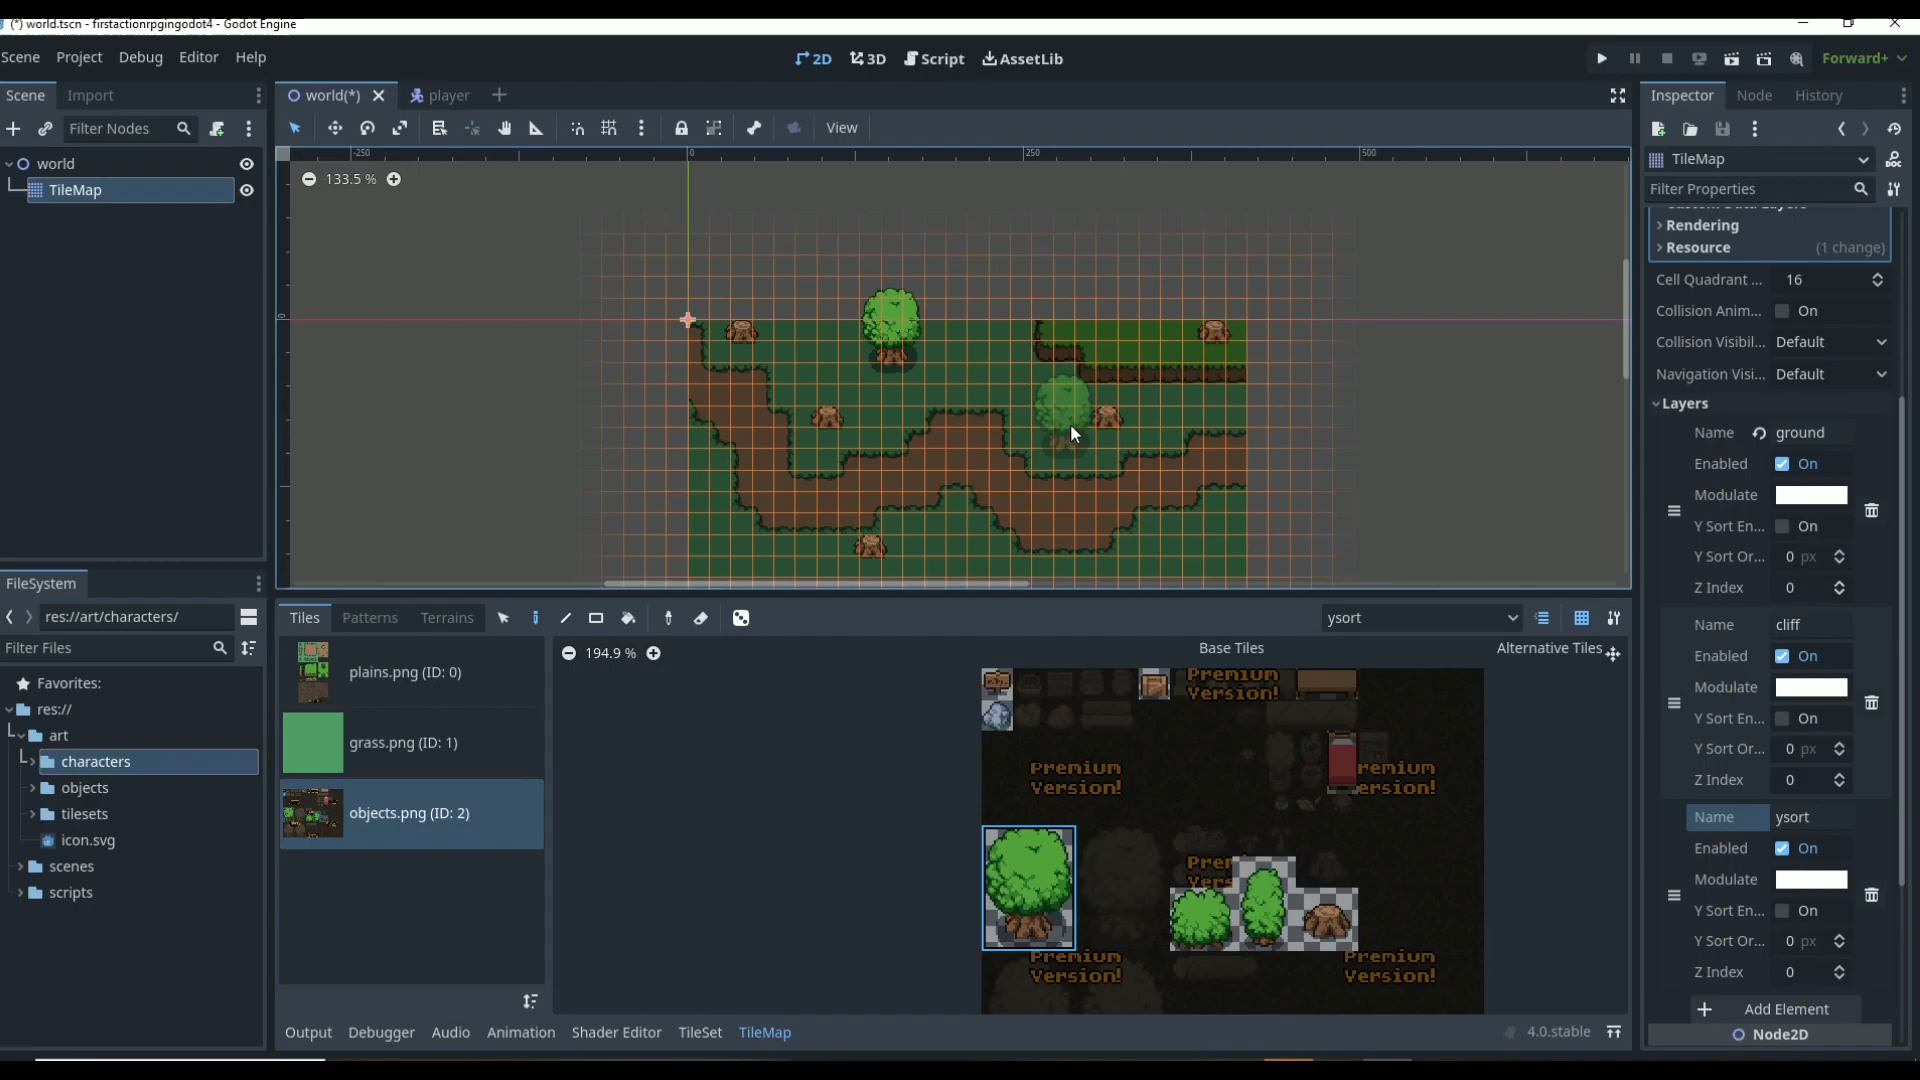 (*) world.tscn - firstactionrpgingodot4 - Godot Engine
Scene Project Debug Editor Help
2D 3D Script AssetLib
Forward+
Scene Import
world(*) player
Inspector Node History
Filter Nodes
View
world
TileMap
-250 0 250 500
133.5 %
0
TileMap
Filter Properties
Rendering
Resource (1 change)
Cell Quadrant ... 16
Collision Anim... On
Collision Visibil... Default
Navigation Visi... Default
Layers
Name ground
Enabled On
Modulate
Y Sort En... On
Y Sort Or... 0 px
Z Index 0
Name cliff
Enabled On
Modulate
Y Sort En... On
Y Sort Or... 0 px
Z Index 0
Name ysort
Enabled On
Modulate
Y Sort En... On
Y Sort Or... 0 px
Z Index 0
Add Element
Node2D
FileSystem
res://art/characters/
Filter Files
Favorites:
res://
art
characters
objects
tilesets
icon.svg
scenes
scripts
Tiles Patterns Terrains
ysort
plains.png (ID: 0)
grass.png (ID: 1)
objects.png (ID: 2)
194.9 %
Base Tiles
Alternative Tiles
Premium
Version!
Premium
Version!
remium
ersion!
Prem
Vers
Premium
Version!
Premium
Version!
Output Debugger Audio Animation Shader Editor TileSet TileMap
4.0.stable